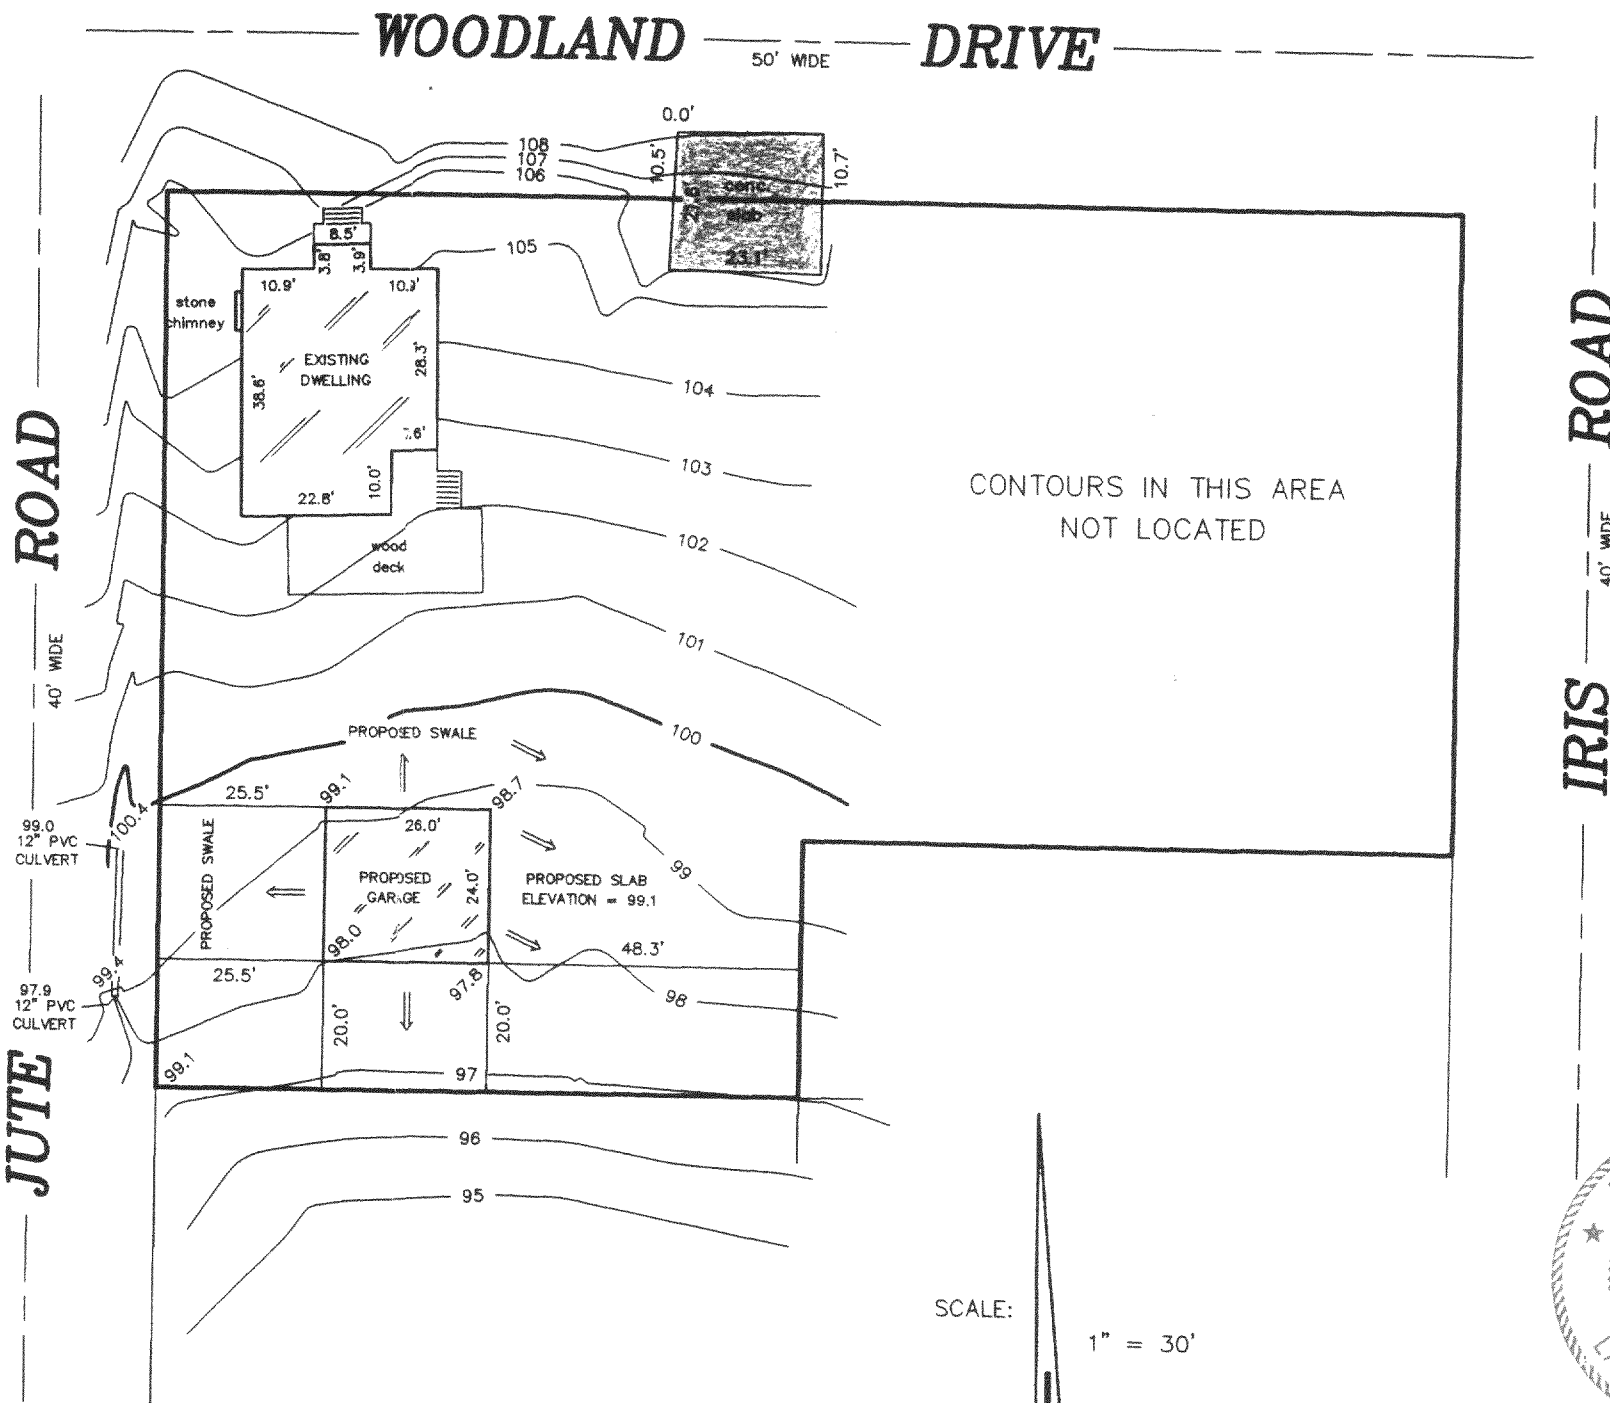 WOODLAND DRIVE
50' WIDE
0.0'
108
107
106
10.5'
10.7'
conc.
slab
23.1'
8.5'
3.8'
3.9'
105
10.9'
stone
chimney
EXISTING
DWELLING
28.3'
38.6'
104
103
10.0'
22.8'
wood
deck
102
101
CONTOURS IN THIS AREA
NOT LOCATED
ROAD
40' WIDE
JUTE
ROAD
40' WIDE
IRIS
100
PROPOSED SWALE
25.5'
99.1
98.7
100.4
99.0
12" PVC
CULVERT
PROPOSED SWALE
26.0'
PROPOSED
GARAGE
24.0'
PROPOSED SLAB
ELEVATION = 99.1
99
98.0
48.3'
99.4
25.5'
97.8
97.9
12" PVC
CULVERT
98
20.0'
20.0'
99.1
97
96
95
SCALE:
1" = 30'